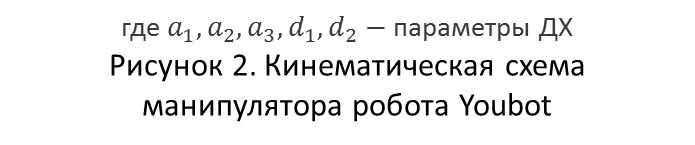 где 𝑎₁, 𝑎₂, 𝑎₃, 𝑑₁, 𝑑₂ − параметры ДХ
Рисунок 2. Кинематическая схема
манипулятора робота Youbot